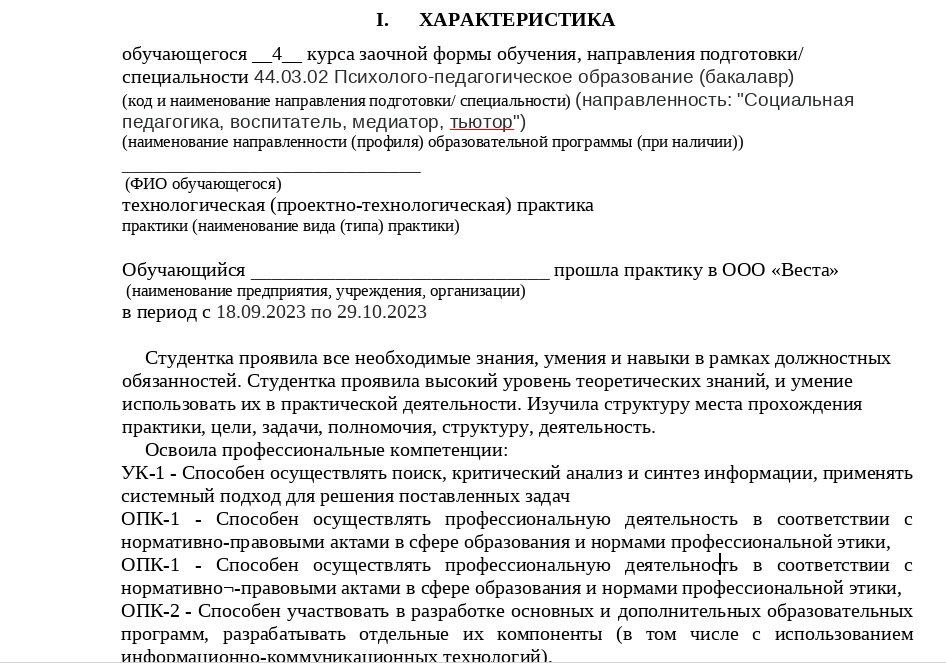 I. ХАРАКТЕРИСТИКА
обучающегося __4__ курса заочной формы обучения, направления подготовки/
специальности 44.03.02 Психолого-педагогическое образование (бакалавр)
(код и наименование направления подготовки/ специальности) (направленность: "Социальная
педагогика, воспитатель, медиатор, тьютор")
(наименование направленности (профиля) образовательной программы (при наличии))
______________________________
(ФИО обучающегося)
технологическая (проектно-технологическая) практика
практики (наименование вида (типа) практики)
Обучающийся ______________________________ прошла практику в ООО «Веста»
(наименование предприятия, учреждения, организации)
в период с 18.09.2023 по 29.10.2023
Студентка проявила все необходимые знания, умения и навыки в рамках должностных
обязанностей. Студентка проявила высокий уровень теоретических знаний, и умение
использовать их в практической деятельности. Изучила структуру места прохождения
практики, цели, задачи, полномочия, структуру, деятельность.
Освоила профессиональные компетенции:
УК-1 - Способен осуществлять поиск, критический анализ и синтез информации, применять
системный подход для решения поставленных задач
ОПК-1 - Способен осуществлять профессиональную деятельность в соответствии с
нормативно-правовыми актами в сфере образования и нормами профессиональной этики,
ОПК-1 - Способен осуществлять профессиональную деятельность в соответствии с
нормативно¬-правовыми актами в сфере образования и нормами профессиональной этики,
ОПК-2 - Способен участвовать в разработке основных и дополнительных образовательных
программ, разрабатывать отдельные их компоненты (в том числе с использованием
информационно-коммуникационных технологий),